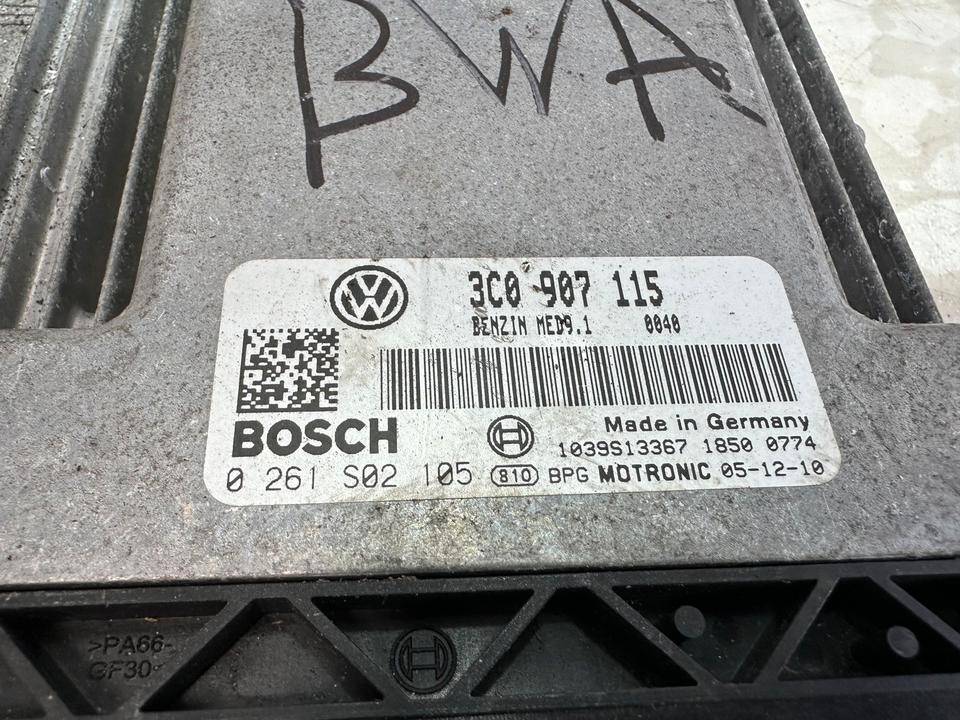 BWA
3C0 907 115
BENZIN MED9.1 0040
BOSCH
Made in Germany
1039S13367 1850 0774
0 261 S02 105 810 BPG MOTRONIC 05-12-10
>PA66-
GF30<